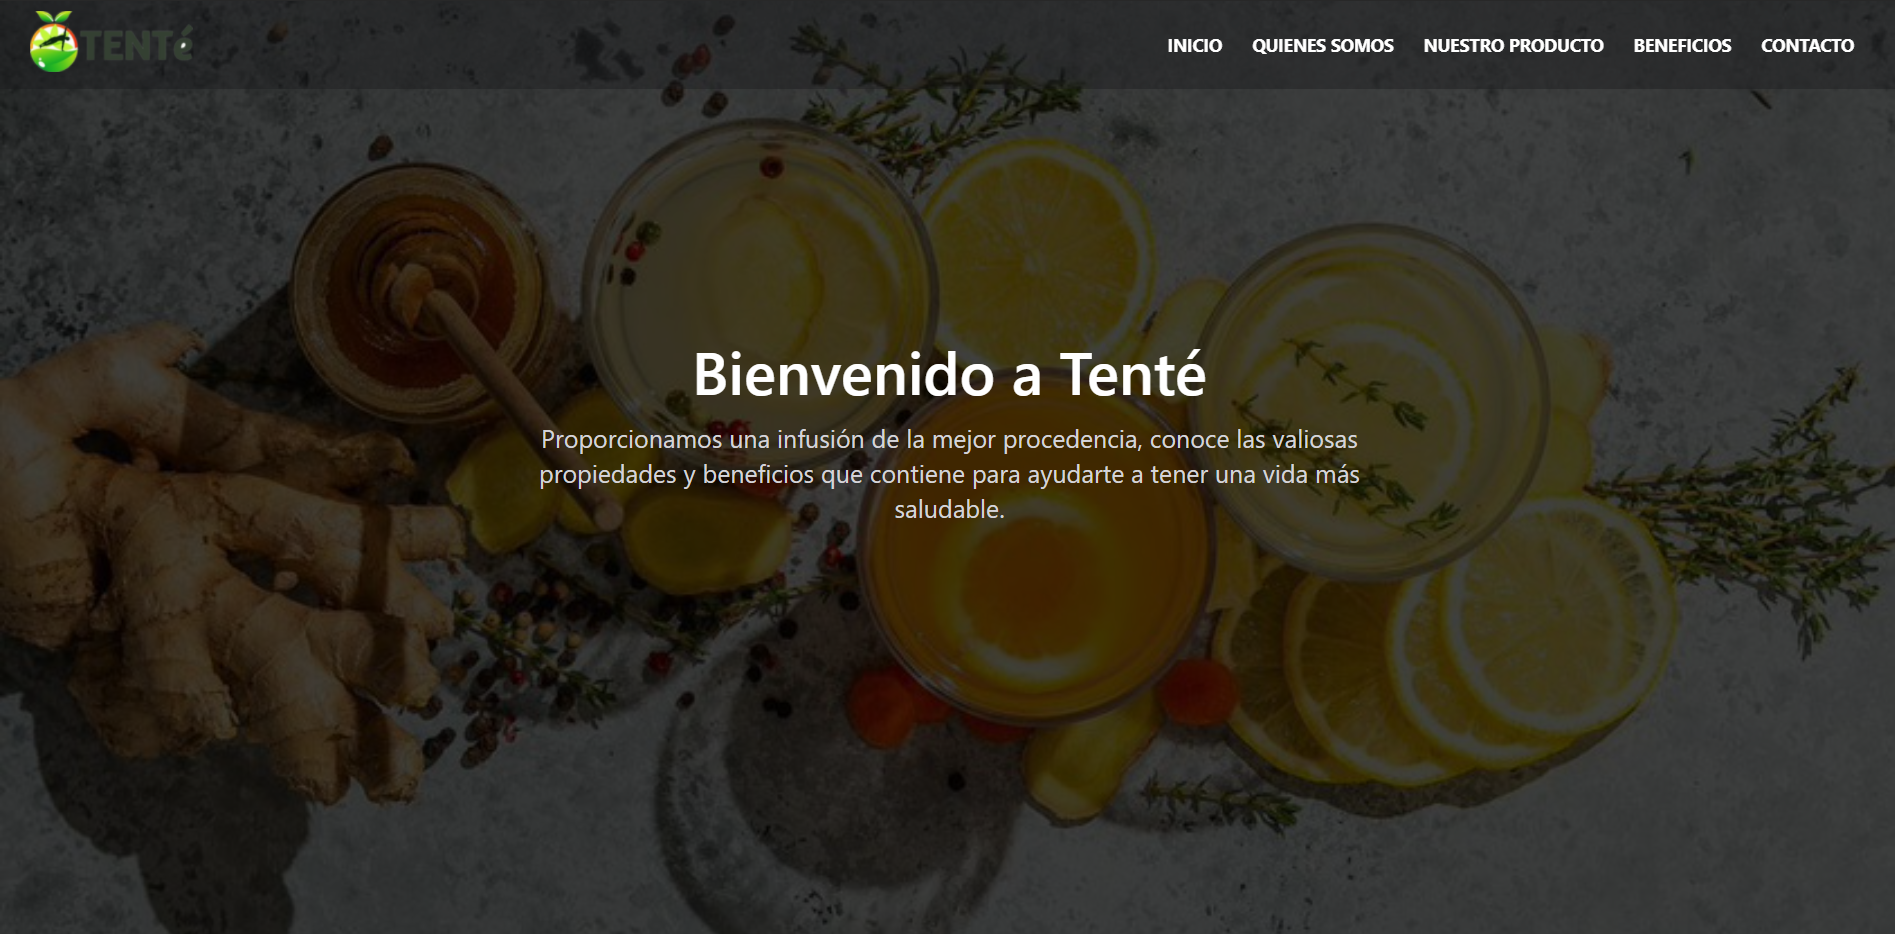 TENTé
INICIO QUIENES SOMOS NUESTRO PRODUCTO BENEFICIOS CONTACTO
Bienvenido a Tenté
Proporcionamos una infusión de la mejor procedencia, conoce las valiosas
propiedades y beneficios que contiene para ayudarte a tener una vida más
saludable.